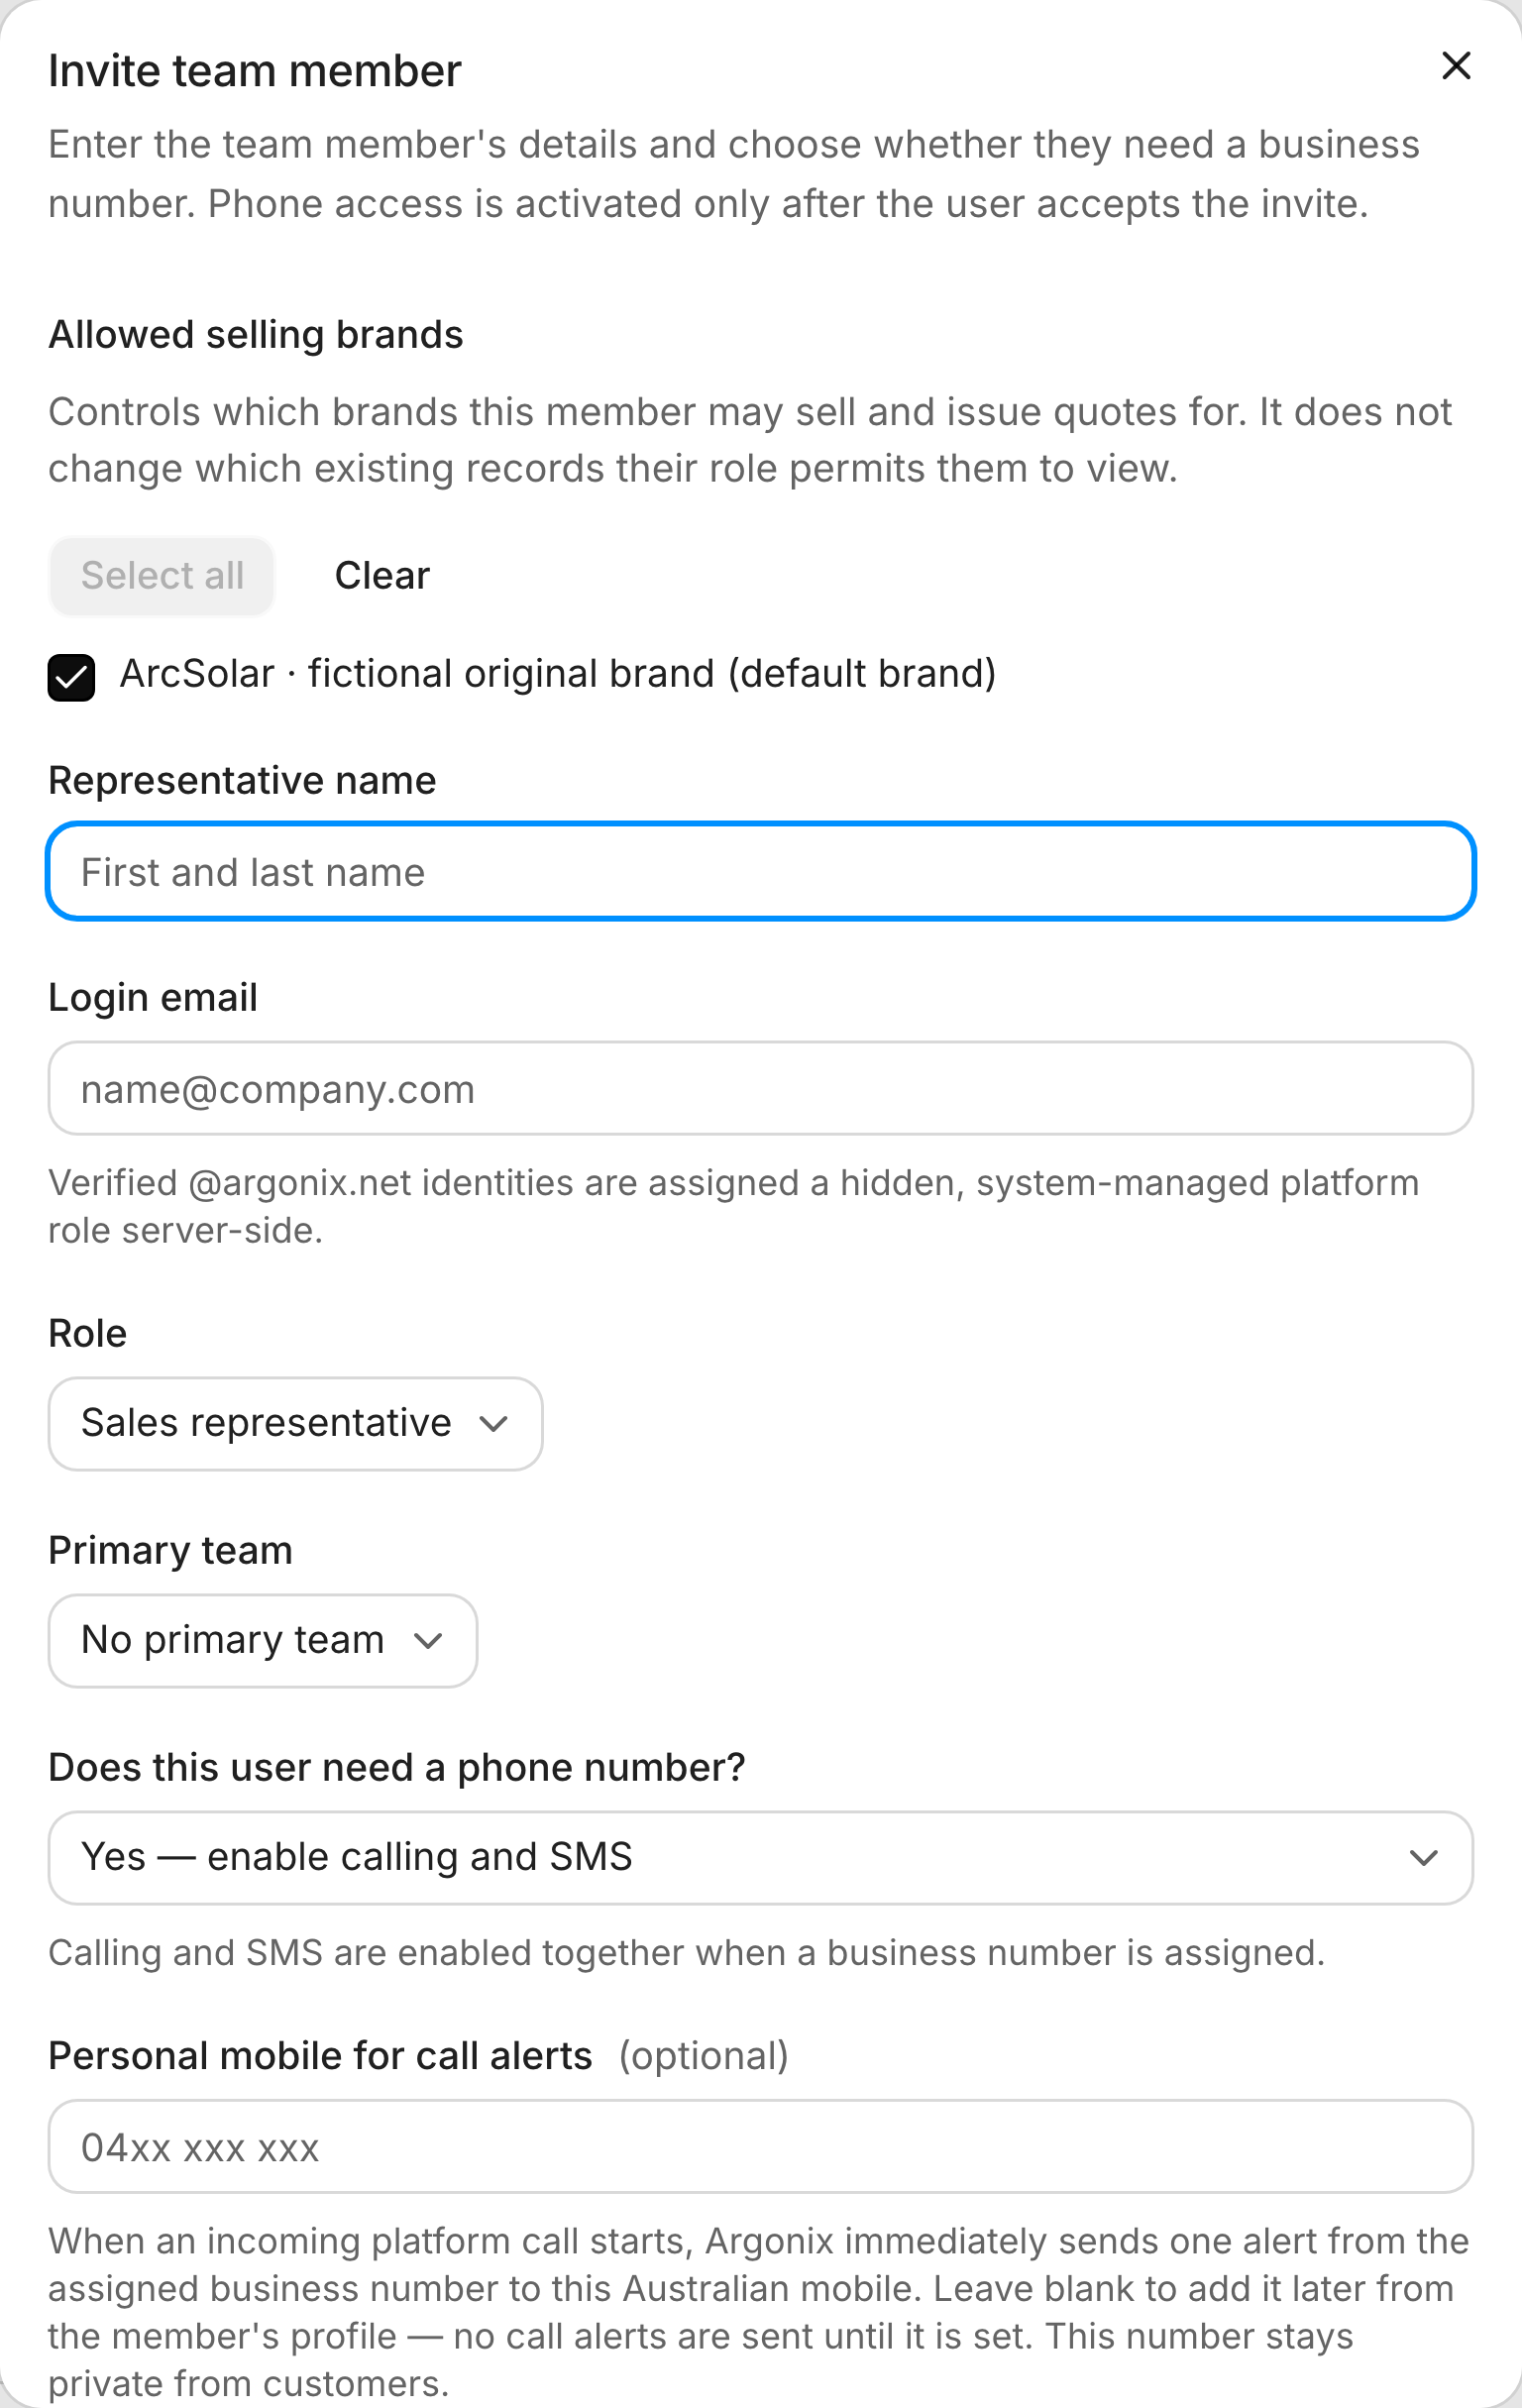 Invite team member
Enter the team member's details and choose whether they need a business
number. Phone access is activated only after the user accepts the invite.
Allowed selling brands
Controls which brands this member may sell and issue quotes for. It does not
change which existing records their role permits them to view.
Select all
Clear
ArcSolar · fictional original brand (default brand)
Representative name
First and last name
Login email
name@company.com
Verified @argonix.net identities are assigned a hidden, system-managed platform
role server-side.
Role
Sales representative
Primary team
No primary team
Does this user need a phone number?
Yes — enable calling and SMS
Calling and SMS are enabled together when a business number is assigned.
Personal mobile for call alerts (optional)
04xx xxx xxx
When an incoming platform call starts, Argonix immediately sends one alert from the
assigned business number to this Australian mobile. Leave blank to add it later from
the member's profile — no call alerts are sent until it is set. This number stays
private from customers.